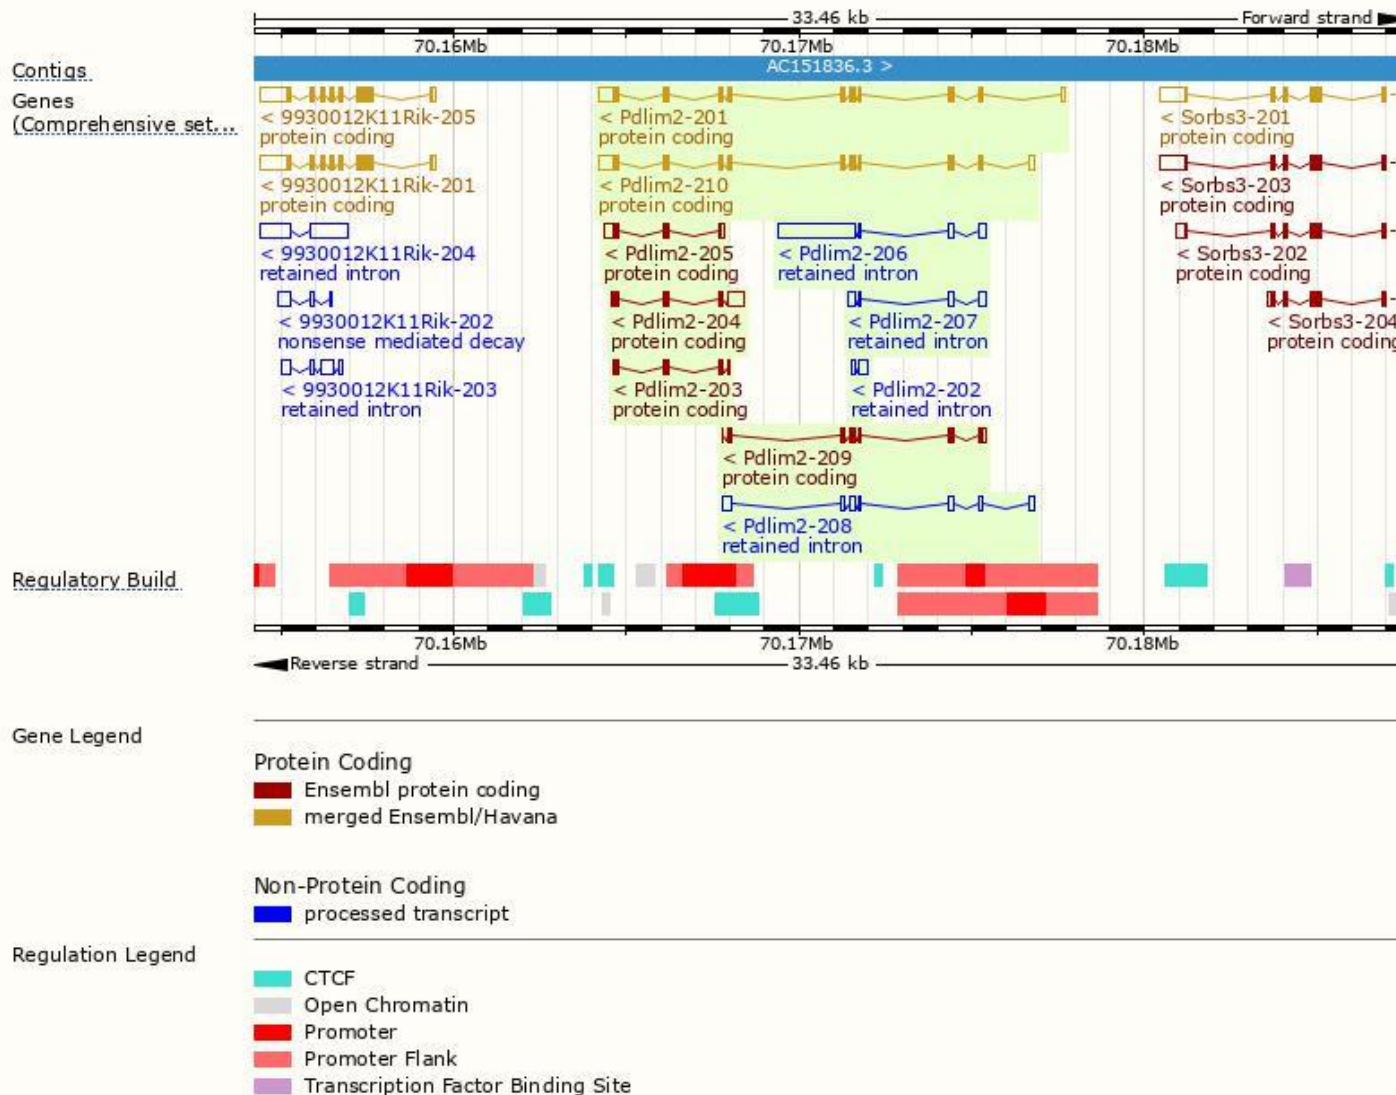 33.46 kb
Forward strand
70.16Mb 70.17Mb 70.18Mb
Contigs
AC151836.3 >
Genes
(Comprehensive set...
< 9930012K11Rik-205 < Pdlim2-201 < Sorbs3-201
protein coding protein coding protein coding
< 9930012K11Rik-201 < Pdlim2-210 < Sorbs3-203
protein coding protein coding protein coding
< 9930012K11Rik-204 < Pdlim2-205 < Pdlim2-206 < Sorbs3-202
retained intron protein coding retained intron protein coding
< 9930012K11Rik-202 < Pdlim2-204 < Pdlim2-207 < Sorbs3-204
nonsense mediated decay protein coding retained intron protein coding
< 9930012K11Rik-203 < Pdlim2-203 < Pdlim2-202
retained intron protein coding retained intron
< Pdlim2-209
protein coding
< Pdlim2-208
retained intron
Regulatory Build
70.16Mb 70.17Mb 70.18Mb
Reverse strand 33.46 kb
Gene Legend
Protein Coding
Ensembl protein coding
merged Ensembl/Havana
Non-Protein Coding
processed transcript
Regulation Legend
CTCF
Open Chromatin
Promoter
Promoter Flank
Transcription Factor Binding Site